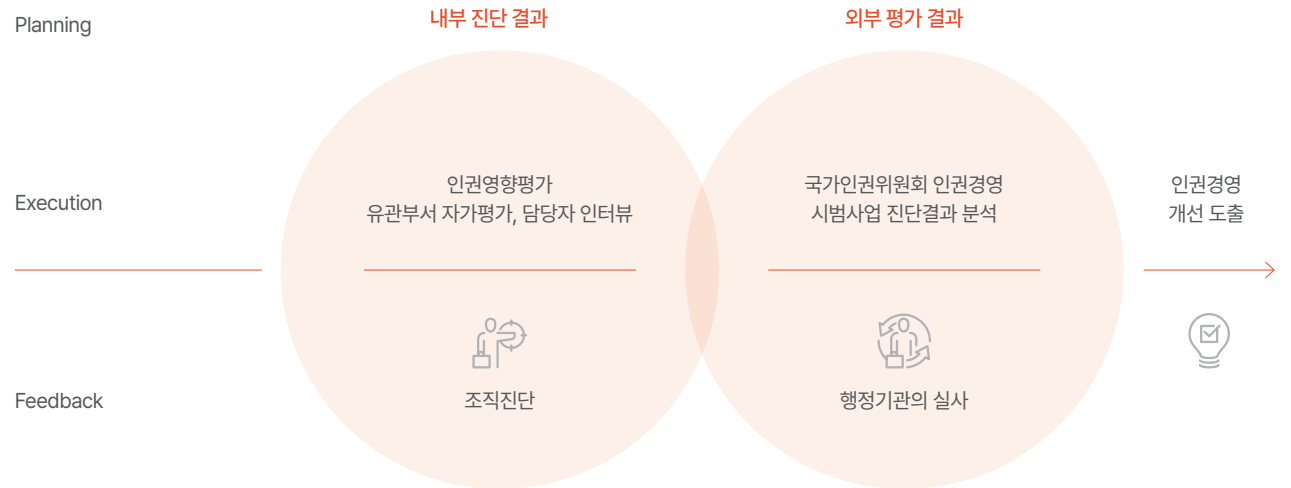 Planning
내부 진단 결과
외부 평가 결과
Execution
인권영향평가
유관부서 자가평가, 담당자 인터뷰
국가인권위원회 인권경영
시범사업 진단결과 분석
인권경영
개선 도출
Feedback
조직진단
행정기관의 실사